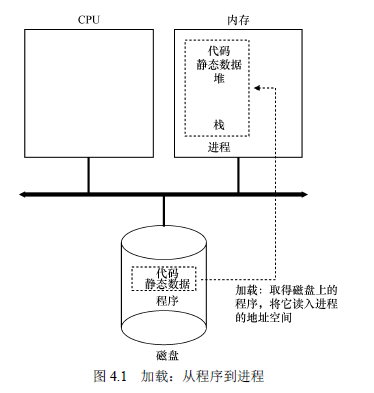 CPU
内存
代码
静态数据
堆
栈
进程
代码
静态数据
程序
加载：取得磁盘上的
程序，将它读入进程
的地址空间
磁盘
图 4.1 加载：从程序到进程